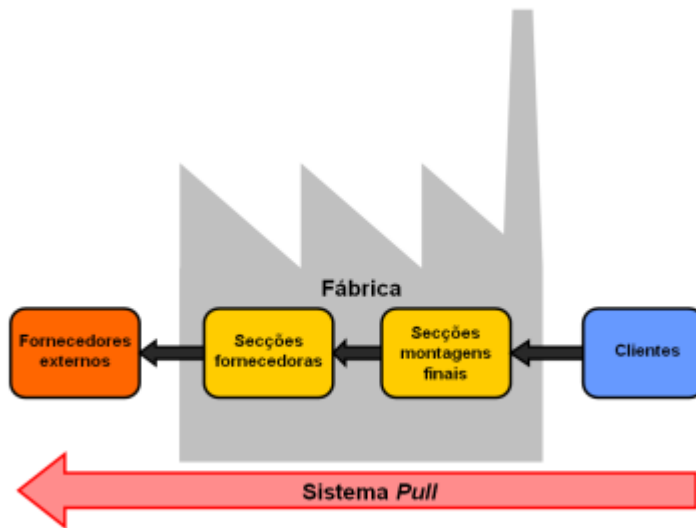 Fábrica
Fornecedores
externos
Secções
fornecedoras
Secções
montagens
finais
Clientes
Sistema Pull